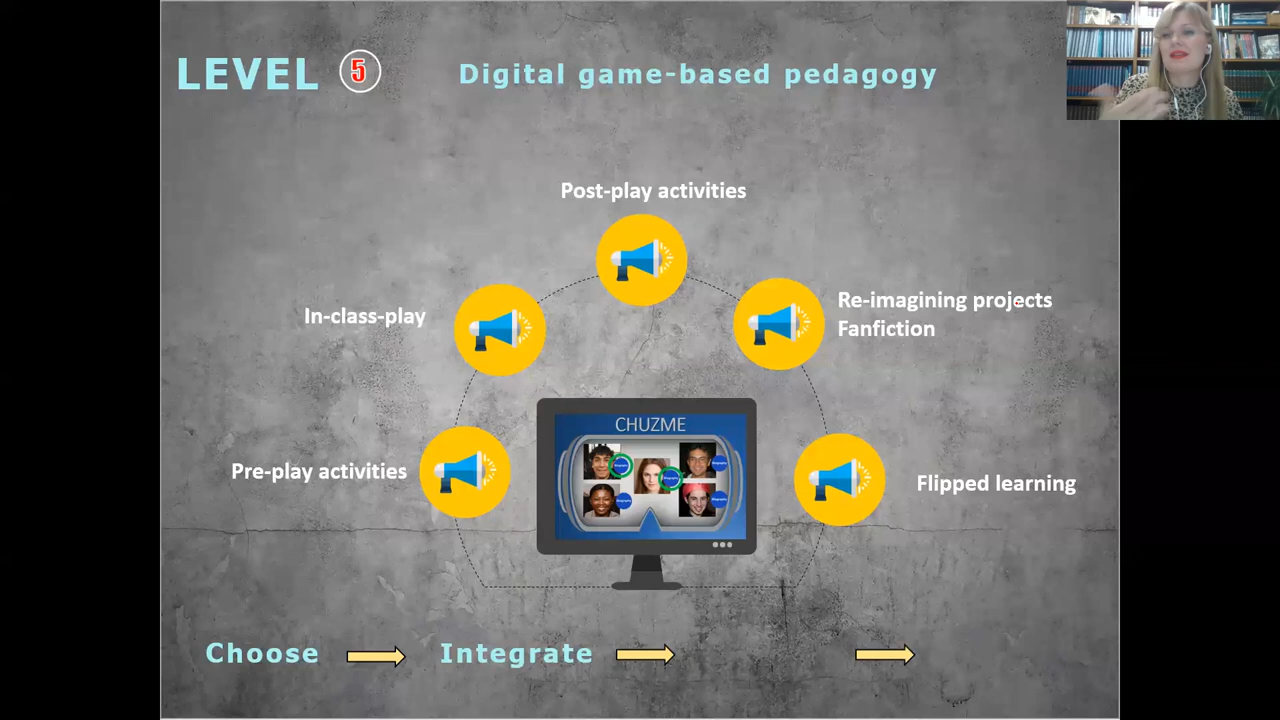 LEVEL 5
Digital game-based pedagogy
Post-play activities
In-class-play
Re-imagining projects
Fanfiction
CHUZME
Pre-play activities
Flipped learning
Choose
Integrate